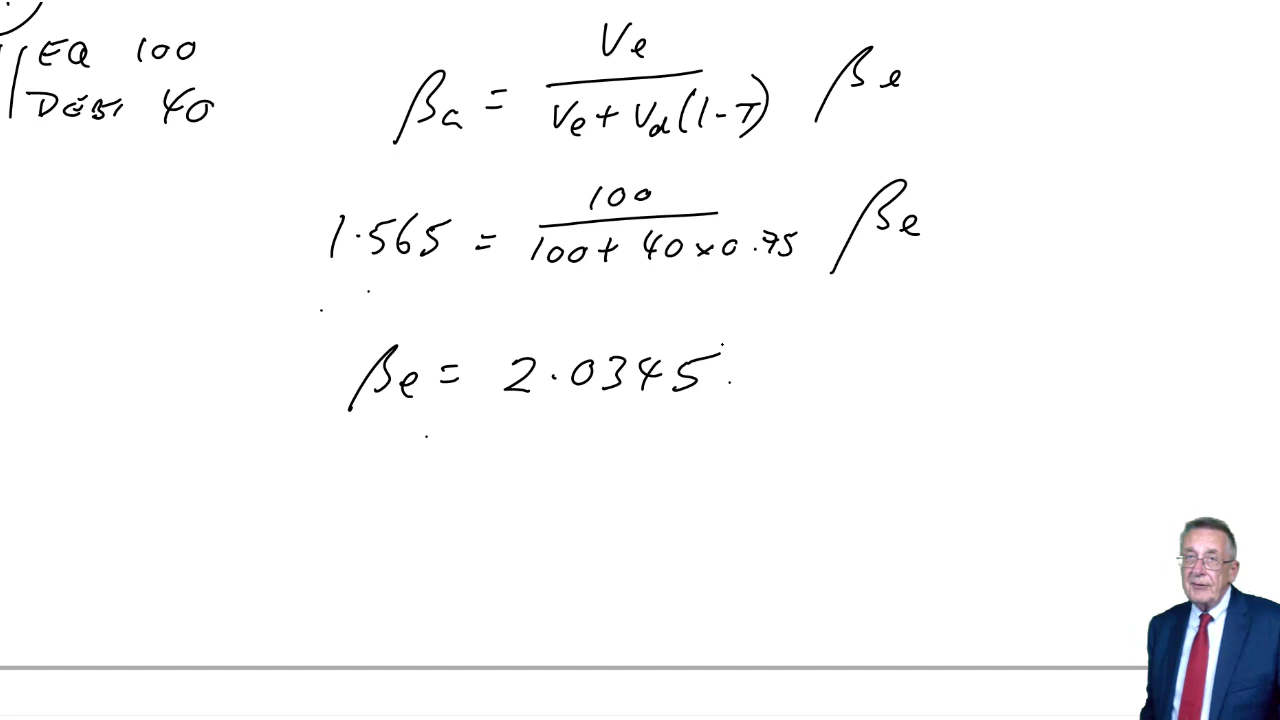 EQ 100
DEBT 40
βa = Ve / (Ve + Vd(1-T)) βe
1.565 = 100 / (100 + 40 x 0.75) βe
βe = 2.0345